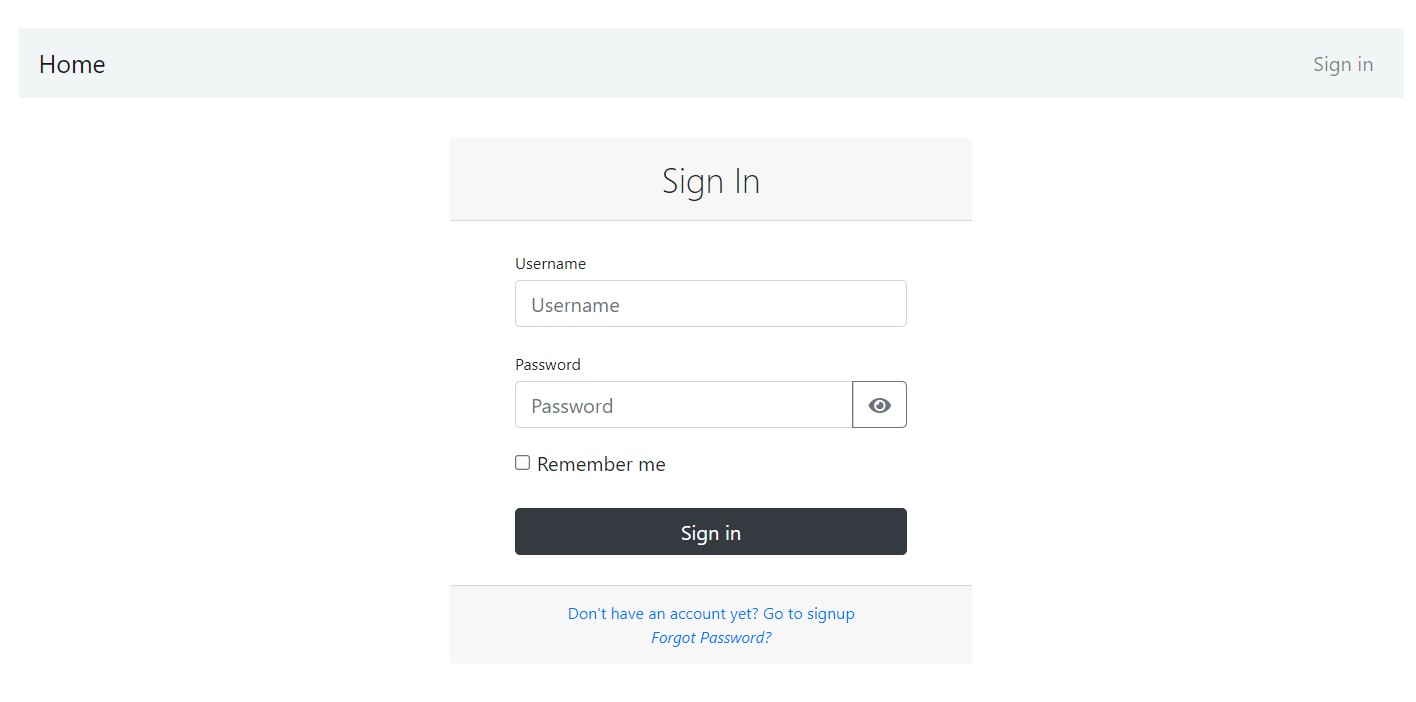 Home
Sign in
Sign In
Username
Username
Password
Password
Remember me
Sign in
Don't have an account yet? Go to signup
Forgot Password?